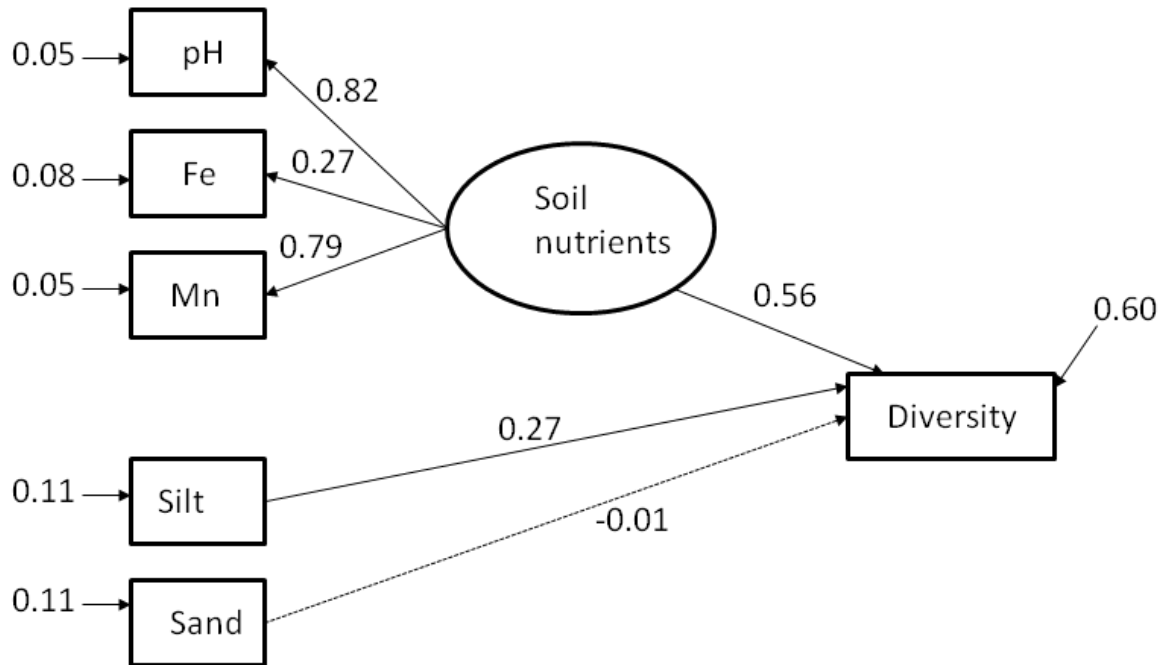 0.05
pH
0.82
0.08
Fe
0.27
Soil
nutrients
0.05
Mn
0.79
0.56
0.60
Diversity
0.27
0.11
Silt
-0.01
0.11
Sand